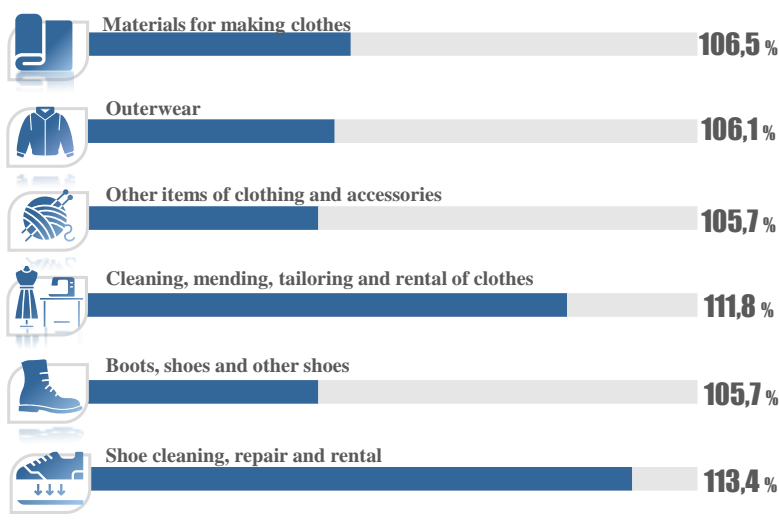 Materials for making clothes
106,5 %
Outerwear
106,1 %
Other items of clothing and accessories
105,7 %
Cleaning, mending, tailoring and rental of clothes
111,8 %
Boots, shoes and other shoes
105,7 %
Shoe cleaning, repair and rental
113,4 %